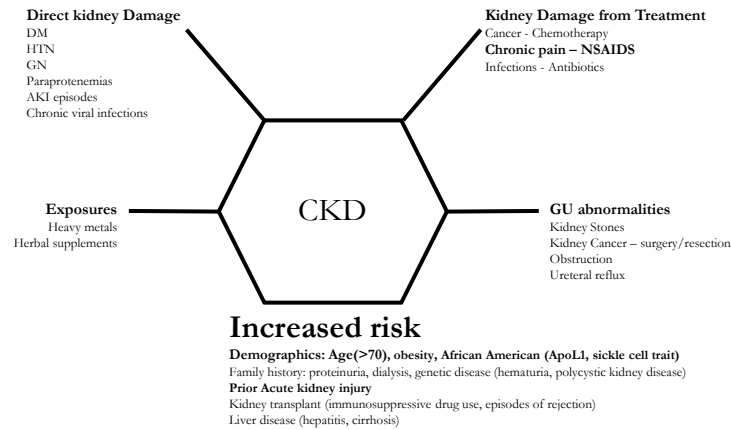 Direct kidney Damage
DM
HTN
GN
Paraprotenemias
AKI episodes
Chronic viral infections
Kidney Damage from Treatment
Cancer - Chemotherapy
Chronic pain – NSAIDS
Infections - Antibiotics
Exposures
Heavy metals
Herbal supplements
CKD
GU abnormalities
Kidney Stones
Kidney Cancer – surgery/resection
Obstruction
Ureteral reflux
Increased risk
Demographics: Age(>70), obesity, African American (ApoL1, sickle cell trait)
Family history: proteinuria, dialysis, genetic disease (hematuria, polycystic kidney disease)
Prior Acute kidney injury
Kidney transplant (immunosuppressive drug use, episodes of rejection)
Liver disease (hepatitis, cirrhosis)